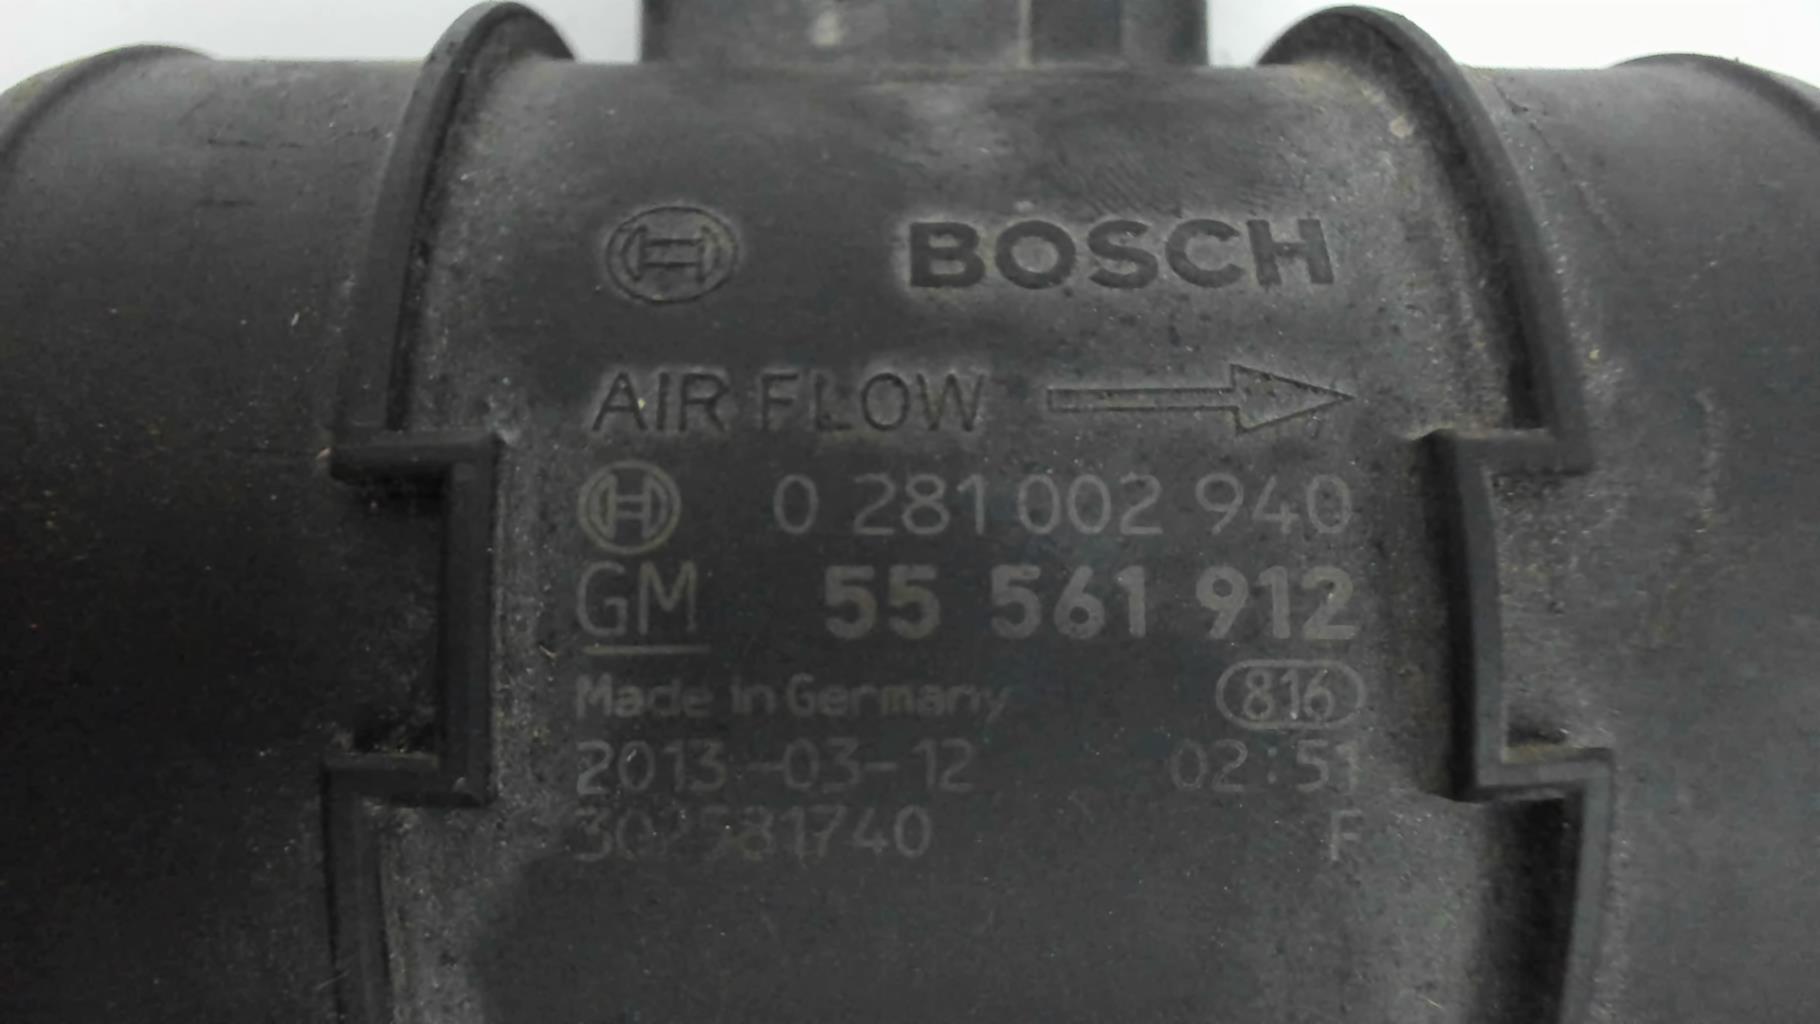 BOSCH
AIR FLOW
0 281 002 940
GM 55 561 912
Made in Germany 816
2013-03-12 02:51
302581740 F